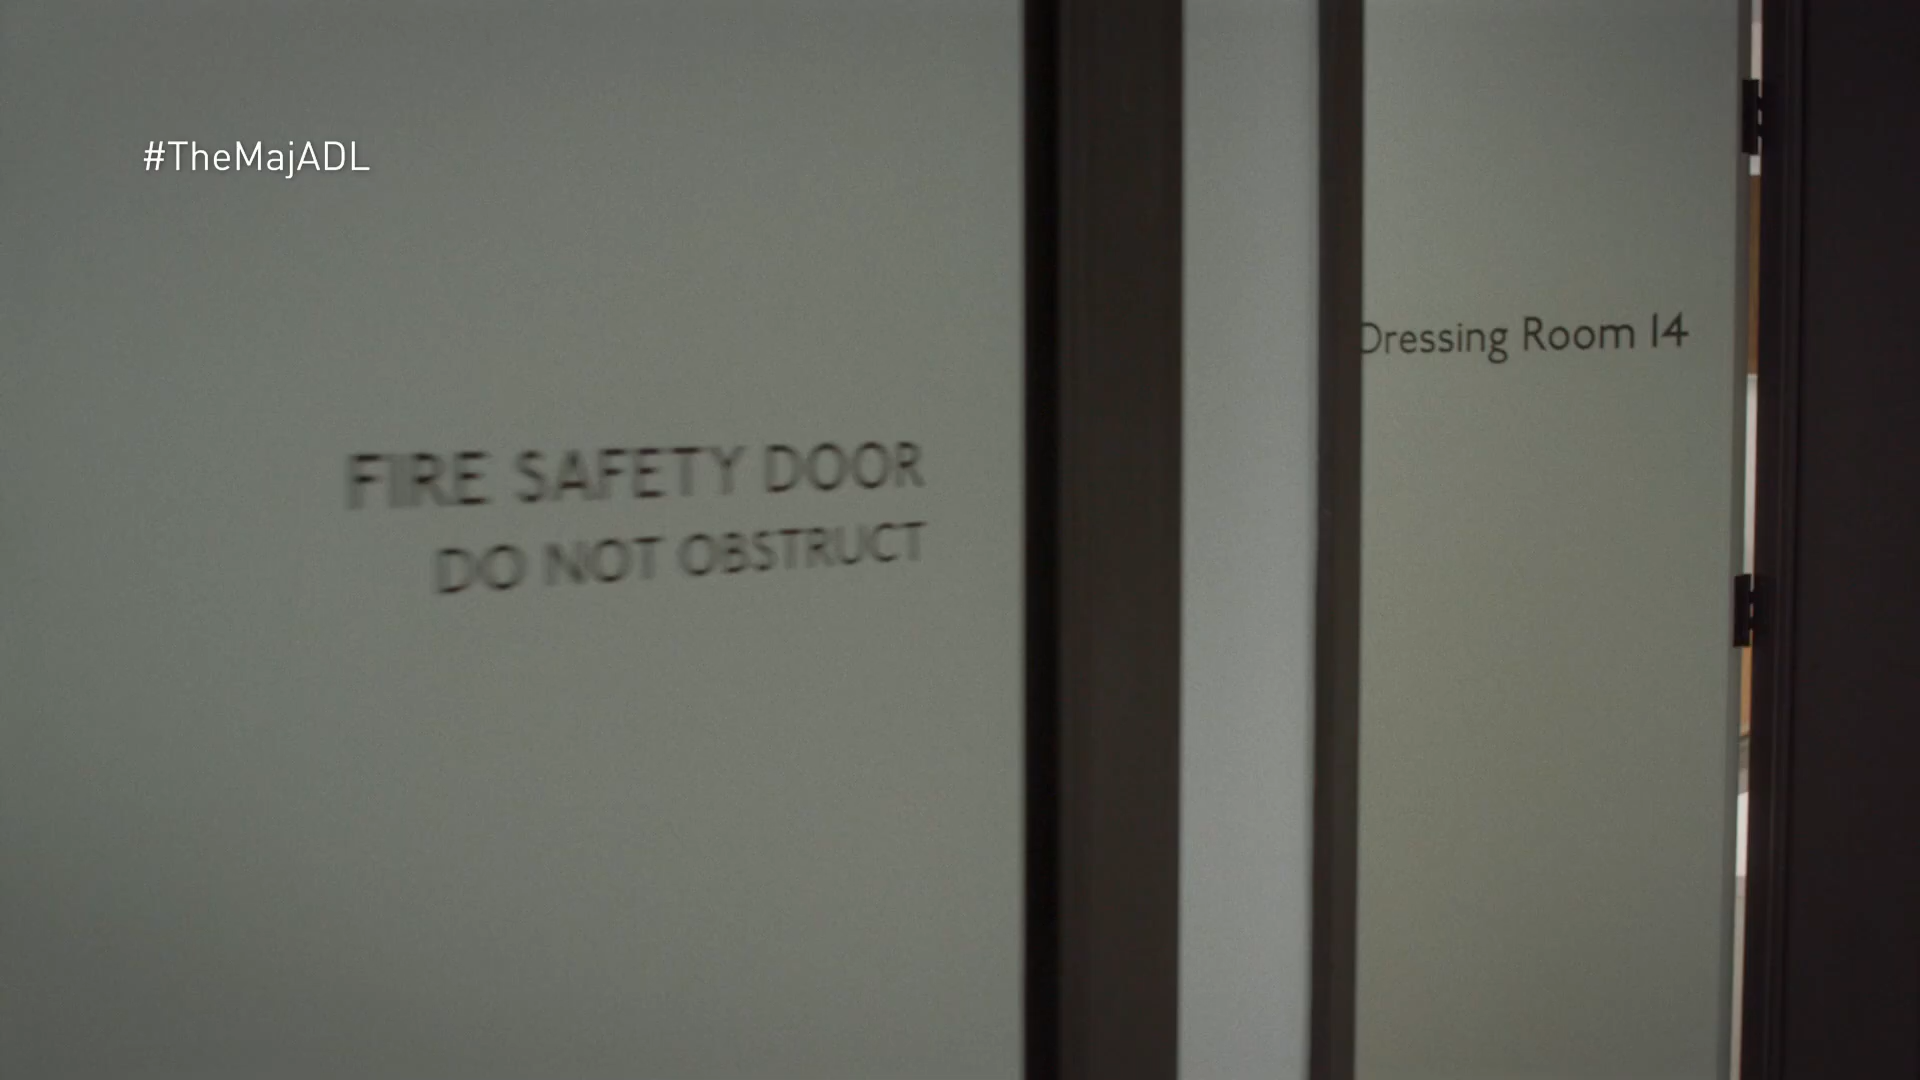 #TheMajADL
Dressing Room 14
FIRE SAFETY DOOR
DO NOT OBSTRUCT